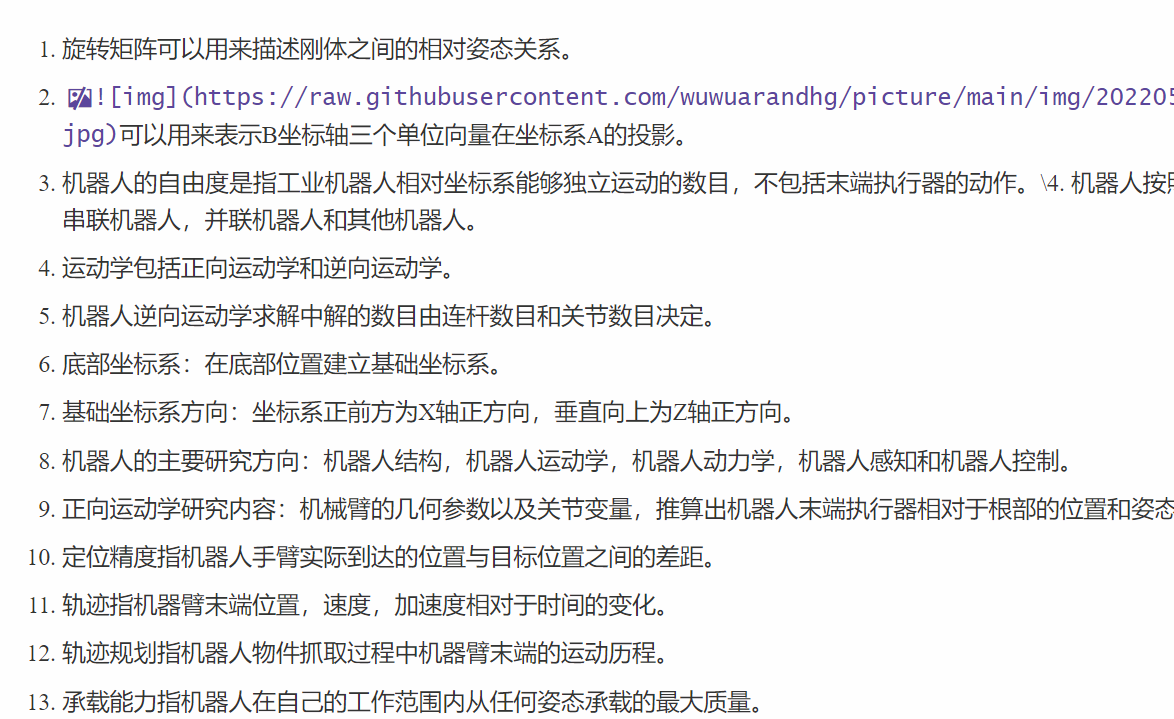 1. 旋转矩阵可以用来描述刚体之间的相对姿态关系。
2. ![img](https://raw.githubusercontent.com/wuwuarandhg/picture/main/img/202205
jpg)可以用来表示B坐标轴三个单位向量在坐标系A的投影。
3. 机器人的自由度是指工业机器人相对坐标系能够独立运动的数目，不包括末端执行器的动作。\4. 机器人按照
串联机器人，并联机器人和其他机器人。
4. 运动学包括正向运动学和逆向运动学。
5. 机器人逆向运动学求解中解的数目由连杆数目和关节数目决定。
6. 底部坐标系：在底部位置建立基础坐标系。
7. 基础坐标系方向：坐标系正前方为X轴正方向，垂直向上为Z轴正方向。
8. 机器人的主要研究方向：机器人结构，机器人运动学，机器人动力学，机器人感知和机器人控制。
9. 正向运动学研究内容：机械臂的几何参数以及关节变量，推算出机器人末端执行器相对于根部的位置和姿态
10. 定位精度指机器人手臂实际到达的位置与目标位置之间的差距。
11. 轨迹指机器臂末端位置，速度，加速度相对于时间的变化。
12. 轨迹规划指机器人物件抓取过程中机器臂末端的运动历程。
13. 承载能力指机器人在自己的工作范围内从任何姿态承载的最大质量。